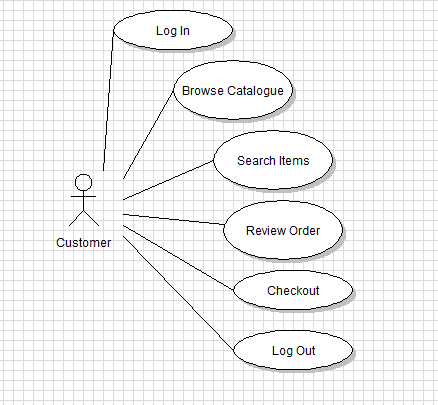 Log In
Browse Catalogue
Search Items
Customer
Review Order
Checkout
Log Out